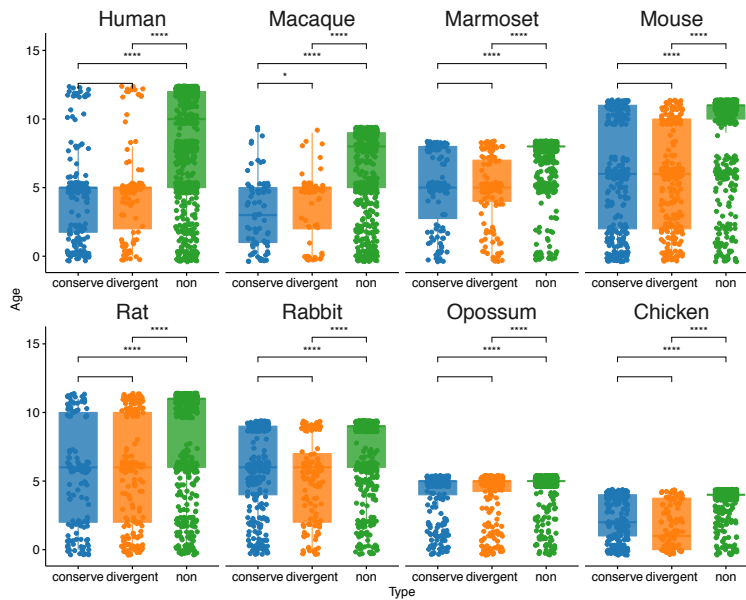 Human Macaque Marmoset Mouse
15
10
5
0
**** **** **** ****
**** **** **** ****
*
conserve divergent non conserve divergent non conserve divergent non conserve divergent non
Age
Rat Rabbit Opossum Chicken
15
10
5
0
**** **** **** ****
**** **** **** ****
conserve divergent non conserve divergent non conserve divergent non conserve divergent non
Type